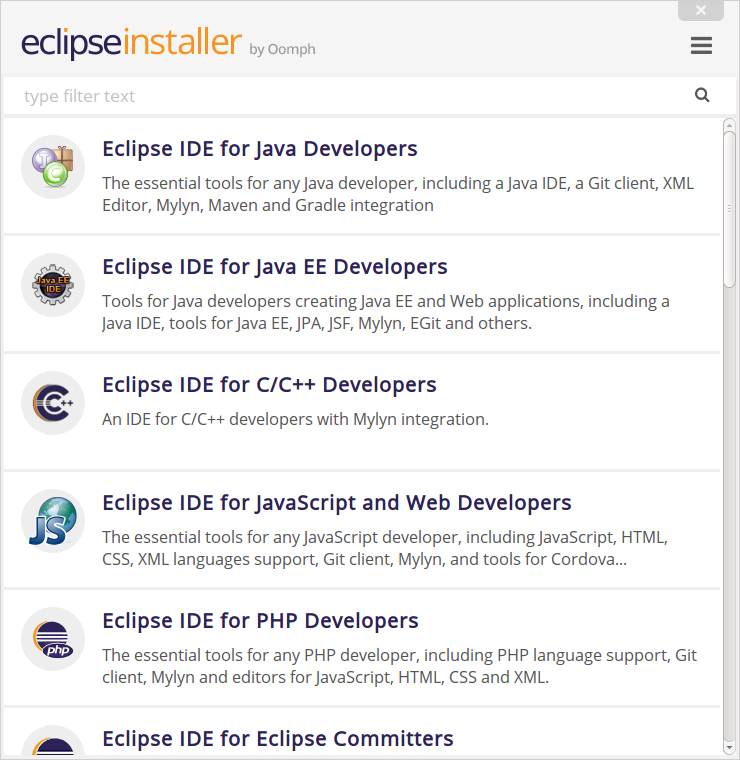 eclipseinstaller by Oomph
type filter text
Eclipse IDE for Java Developers
The essential tools for any Java developer, including a Java IDE, a Git client, XML
Editor, Mylyn, Maven and Gradle integration
Java EE
IDE
Eclipse IDE for Java EE Developers
Tools for Java developers creating Java EE and Web applications, including a
Java IDE, tools for Java EE, JPA, JSF, Mylyn, EGit and others.
C++
Eclipse IDE for C/C++ Developers
An IDE for C/C++ developers with Mylyn integration.
JS
Eclipse IDE for JavaScript and Web Developers
The essential tools for any JavaScript developer, including JavaScript, HTML,
CSS, XML languages support, Git client, Mylyn, and tools for Cordova...
php
Eclipse IDE for PHP Developers
The essential tools for any PHP developer, including PHP language support, Git
client, Mylyn and editors for JavaScript, HTML, CSS and XML.
Eclipse IDE for Eclipse Committers